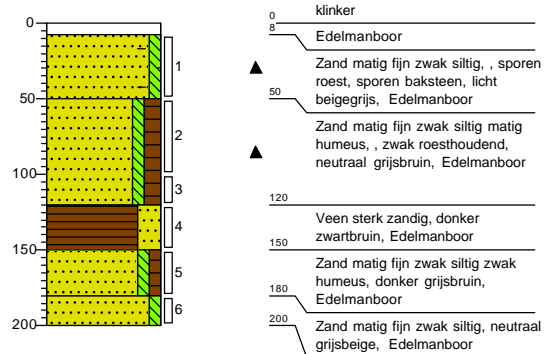 0
50
100
150
200
1
2
3
4
5
6
0
klinker
8
Edelmanboor
Zand matig fijn zwak siltig, , sporen
roest, sporen baksteen, licht
beigegrijs, Edelmanboor
50
Zand matig fijn zwak siltig matig
humeus, , zwak roesthoudend,
neutraal grijsbruin, Edelmanboor
120
Veen sterk zandig, donker
zwartbruin, Edelmanboor
150
Zand matig fijn zwak siltig zwak
humeus, donker grijsbruin,
Edelmanboor
180
200
Zand matig fijn zwak siltig, neutraal
grijsbeige, Edelmanboor